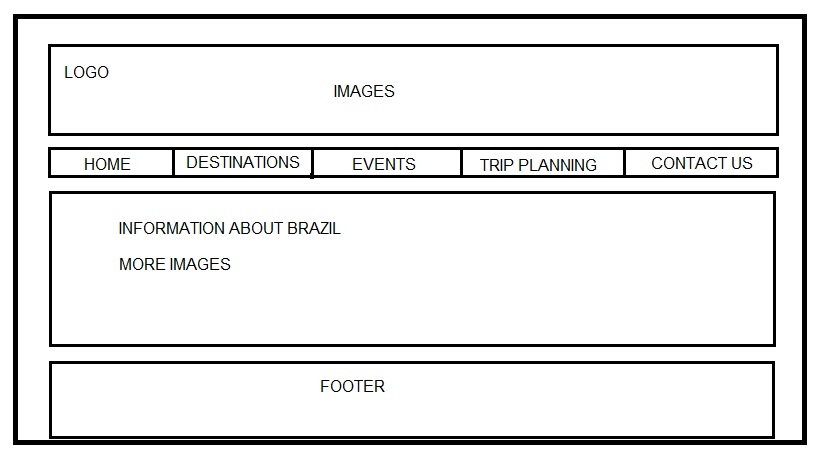 LOGO
IMAGES
HOME DESTINATIONS EVENTS TRIP PLANNING CONTACT US
INFORMATION ABOUT BRAZIL
MORE IMAGES
FOOTER